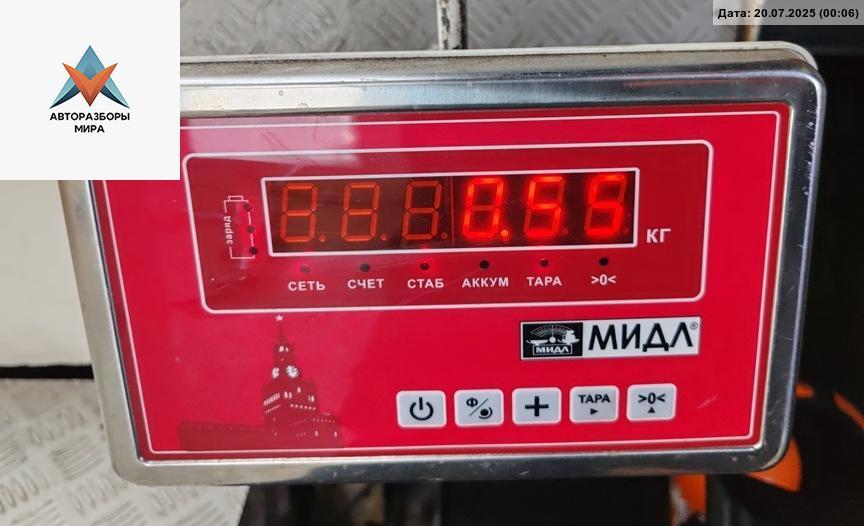 Дата: 20.07.2025 (00:06)
АВТОРАЗБОРЫ
МИРА
заряд
0.55
КГ
СЕТЬ СЧЕТ СТАБ АККУМ ТАРА >0<
МИДЛ МИДЛ®
Ф/ ТАРА >0<